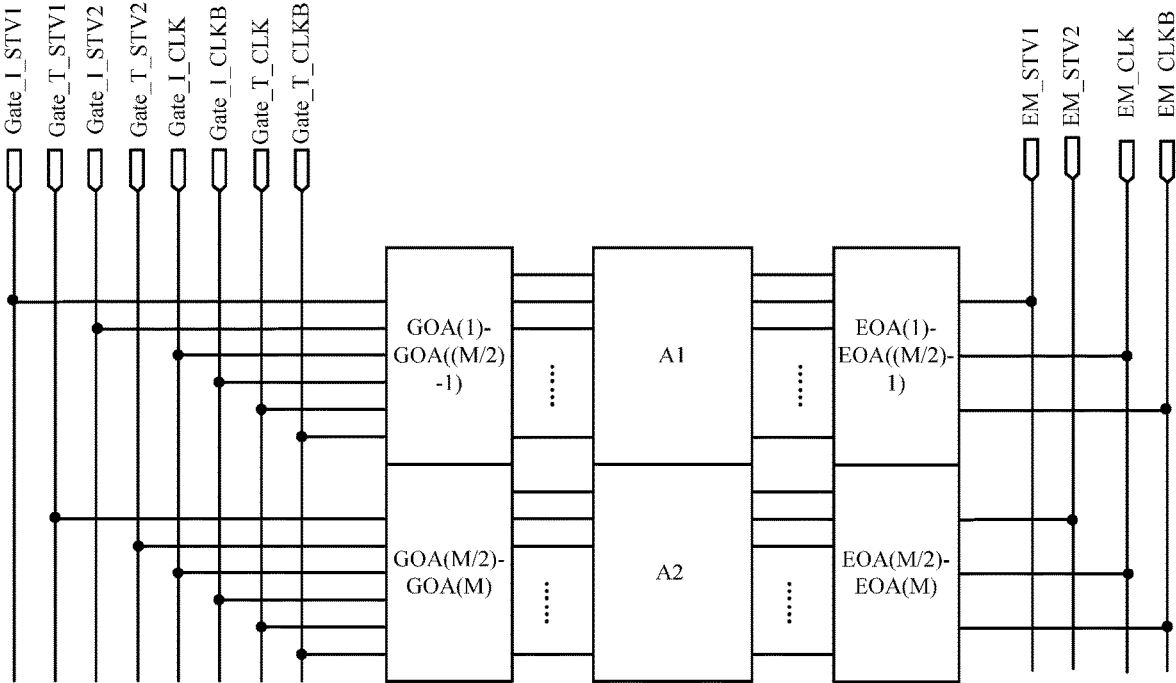 Gate_I_STV1
Gate_T_STV1
Gate_I_STV2
Gate_T_STV2
Gate_I_CLK
Gate_I_CLKB
Gate_T_CLK
Gate_T_CLKB
EM_STV1
EM_STV2
EM_CLK
EM_CLKB
GOA(1)-
GOA((M/2)
-1)
A1
EOA(1)-
EOA((M/2)-
1)
GOA(M/2)-
GOA(M)
A2
EOA(M/2)-
EOA(M)